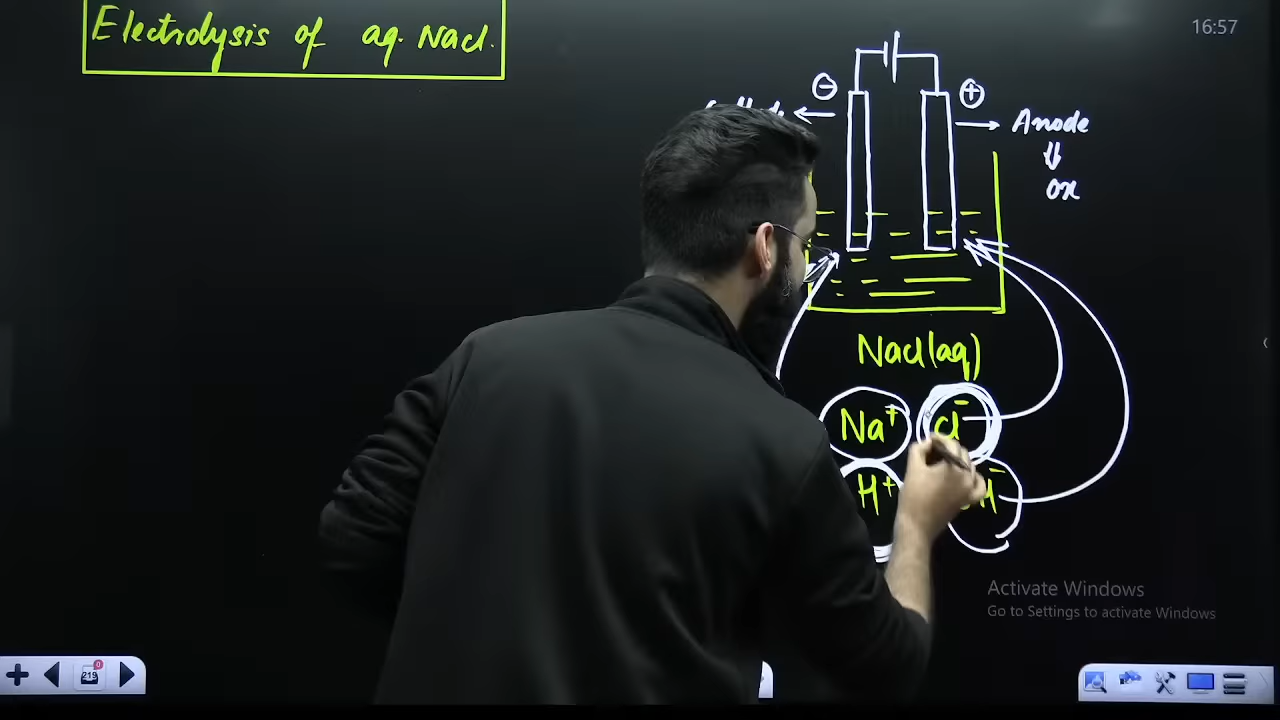 Electrolysis of aq. Nacl.
16:57
⊖
⊕
Anode
⇓
ox
Nacl(aq)
Na⁺ Cl⁻
H⁺
Activate Windows
Go to Settings to activate Windows
219